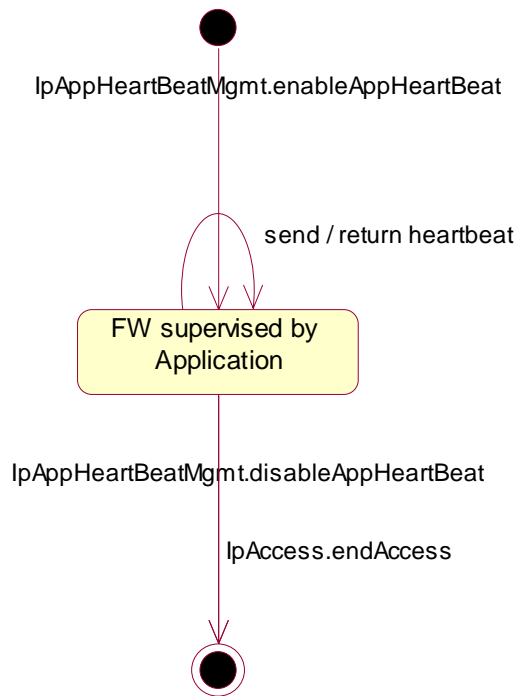 IpAppHeartBeatMgmt.enableAppHeartBeat
send / return heartbeat
FW supervised by
Application
IpAppHeartBeatMgmt.disableAppHeartBeat
IpAccess.endAccess